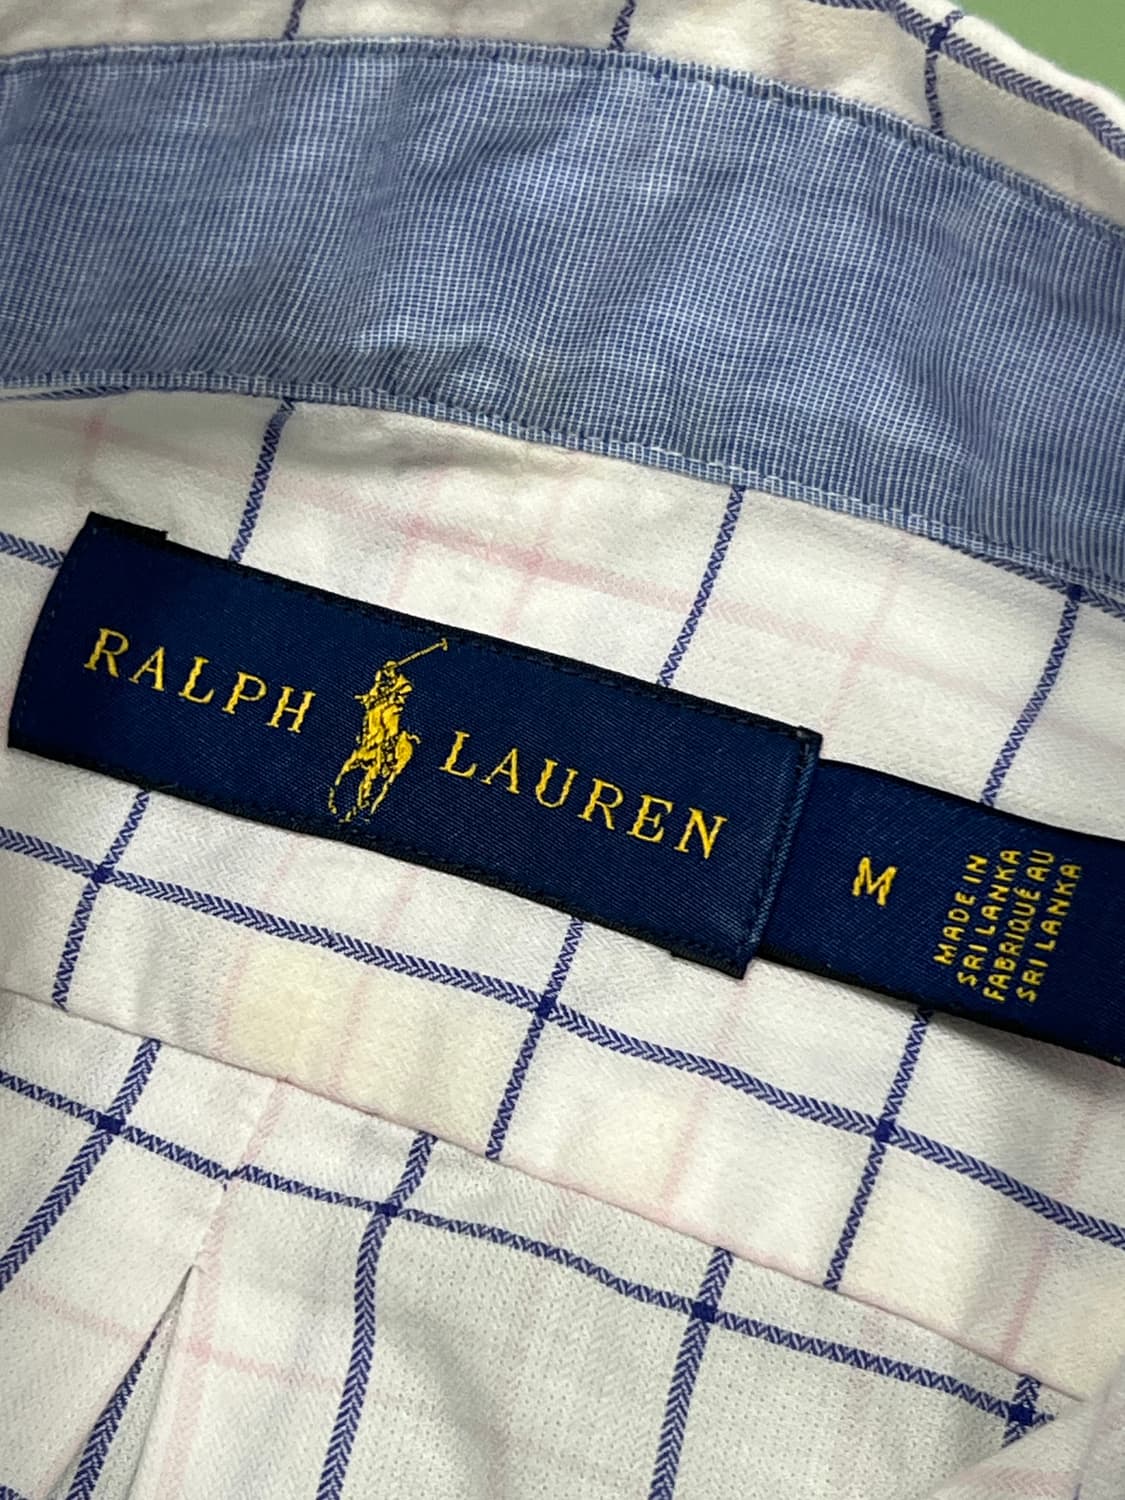 RALPH LAUREN
M
MADE IN
SRI LANKA
FABRIQUÉ AU
SRI LANKA